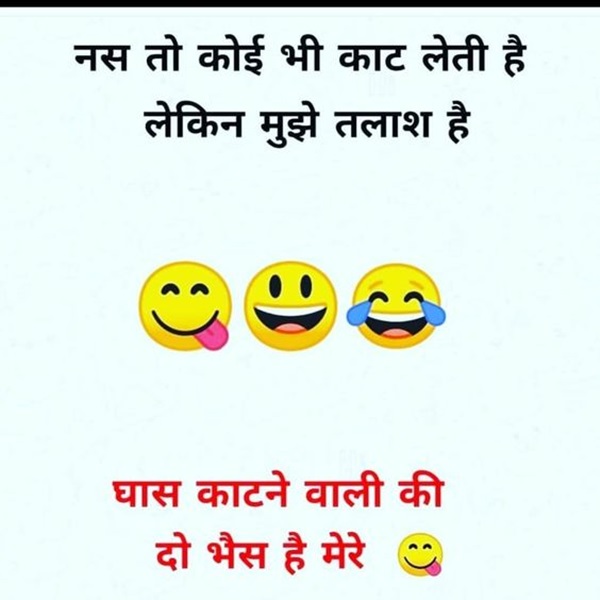 नस तो कोई भी काट लेती है
लेकिन मुझे तलाश है
घास काटने वाली की
दो भैस है मेरे